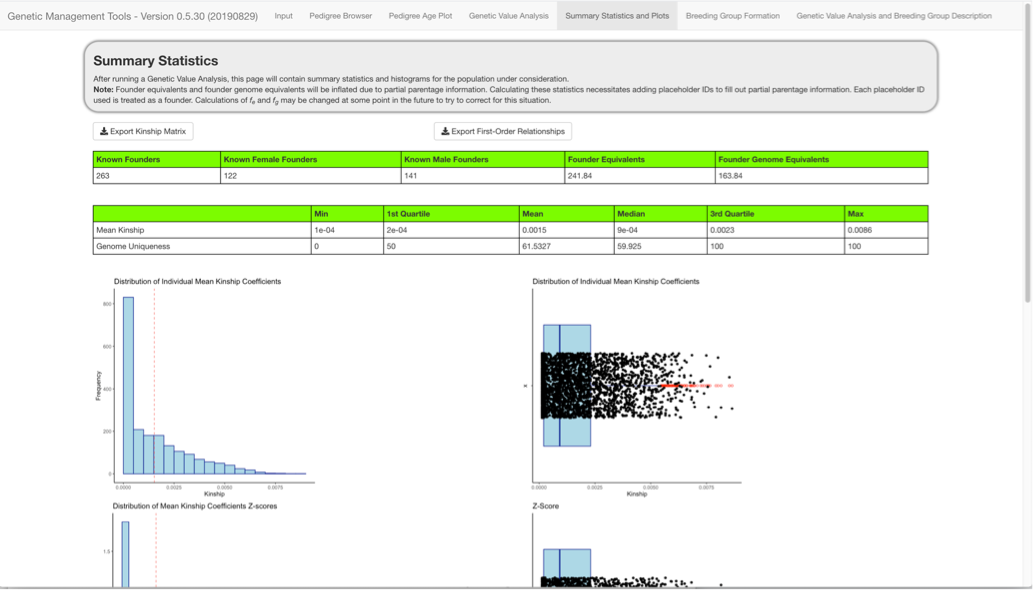 Genetic Management Tools - Version 0.5.30 (20190829) Input Pedigree Browser Pedigree Age Plot Genetic Value Analysis Summary Statistics and Plots Breeding Group Formation Genetic Value Analysis and Breeding Group Description
Summary Statistics
After running a Genetic Value Analysis, this page will contain summary statistics and histograms for the population under consideration.
Note: Founder equivalents and founder genome equivalents will be inflated due to partial parentage information. Calculating these statistics necessitates adding placeholder IDs to fill out partial parentage information. Each placeholder ID
used is treated as a founder. Calculations of fe and fg may be changed at some point in the future to try to correct for this situation.
Export Kinship Matrix Export First-Order Relationships
Known Founders Known Female Founders Known Male Founders Founder Equivalents Founder Genome Equivalents
263 122 141 241.84 163.84
Min 1st Quartile Mean Median 3rd Quartile Max
Mean Kinship 1e-04 2e-04 0.0015 9e-04 0.0023 0.0086
Genome Uniqueness 0 50 61.5327 59.925 100 100
Distribution of Individual Mean Kinship Coefficients
800
600
400
200
0
Frequency
0.0000 0.0025 0.0050 0.0075
Kinship
Distribution of Individual Mean Kinship Coefficients
x
0.0000 0.0025 0.0050 0.0075
Kinship
Distribution of Mean Kinship Coefficients Z-scores
1.5
Z-Score